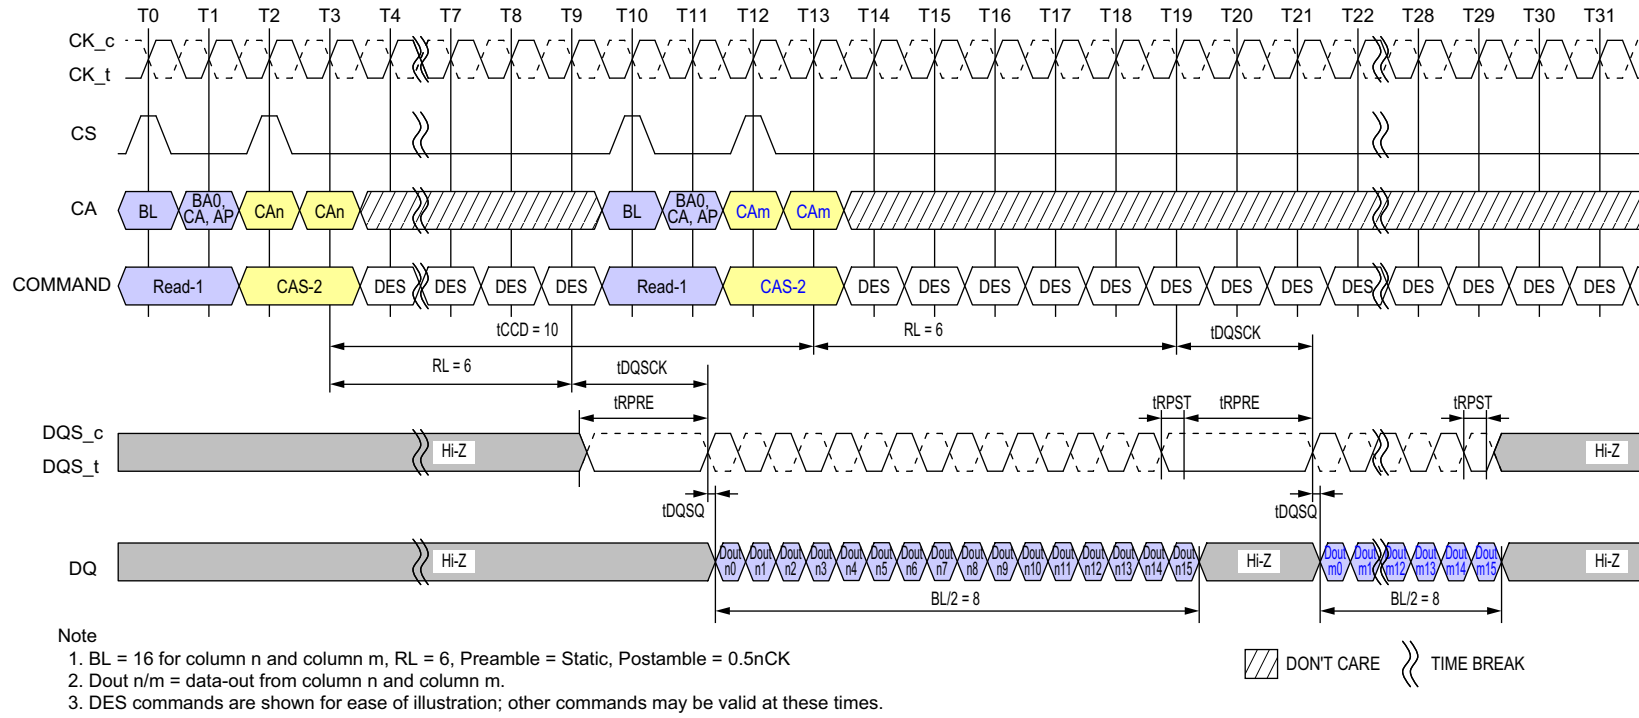 T0 T1 T2 T3 T4 T7 T8 T9 T10 T11 T12 T13 T14 T15 T16 T17 T18 T19 T20 T21 T22 T28 T29 T30 T31
CK_c
CK_t
CS
CA BL BA0, CA, AP CAn CAn BL BA0, CA, AP CAm CAm
COMMAND Read-1 CAS-2 DES DES DES DES Read-1 CAS-2 DES DES DES DES DES DES DES DES DES DES DES DES DES
tCCD = 10 RL = 6 tDQSCK
RL = 6 tDQSCK
tRPRE tRPST tRPRE tRPST
DQS_c
DQS_t
Hi-Z Hi-Z
tDQSQ tDQSQ
DQ Hi-Z Dout n0 Dout n1 Dout n2 Dout n3 Dout n4 Dout n5 Dout n6 Dout n7 Dout n8 Dout n9 Dout n10 Dout n11 Dout n12 Dout n13 Dout n14 Dout n15 Hi-Z Dout m0 Dout m1 Dout m12 Dout m13 Dout m14 Dout m15 Hi-Z
BL/2 = 8 BL/2 = 8
Note
1. BL = 16 for column n and column m, RL = 6, Preamble = Static, Postamble = 0.5nCK
2. Dout n/m = data-out from column n and column m.
3. DES commands are shown for ease of illustration; other commands may be valid at these times.
DON'T CARE TIME BREAK